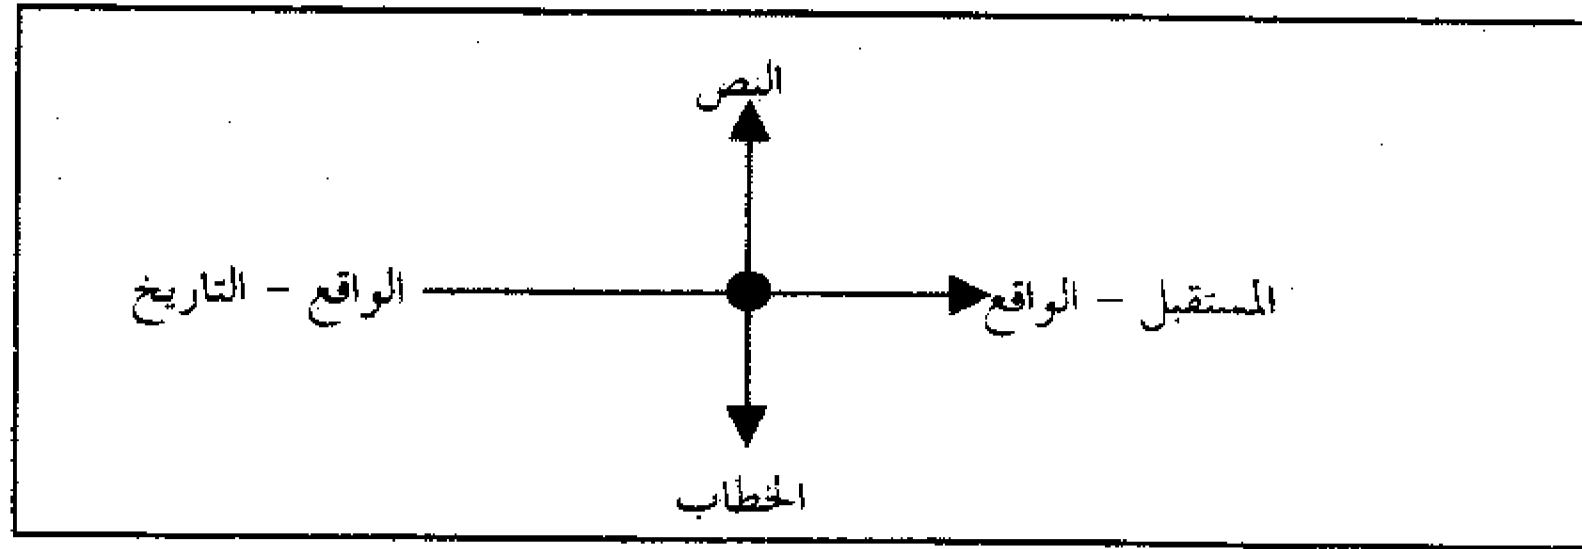 النص
المستقبل – الواقع
الواقع – التاريخ
الخطاب